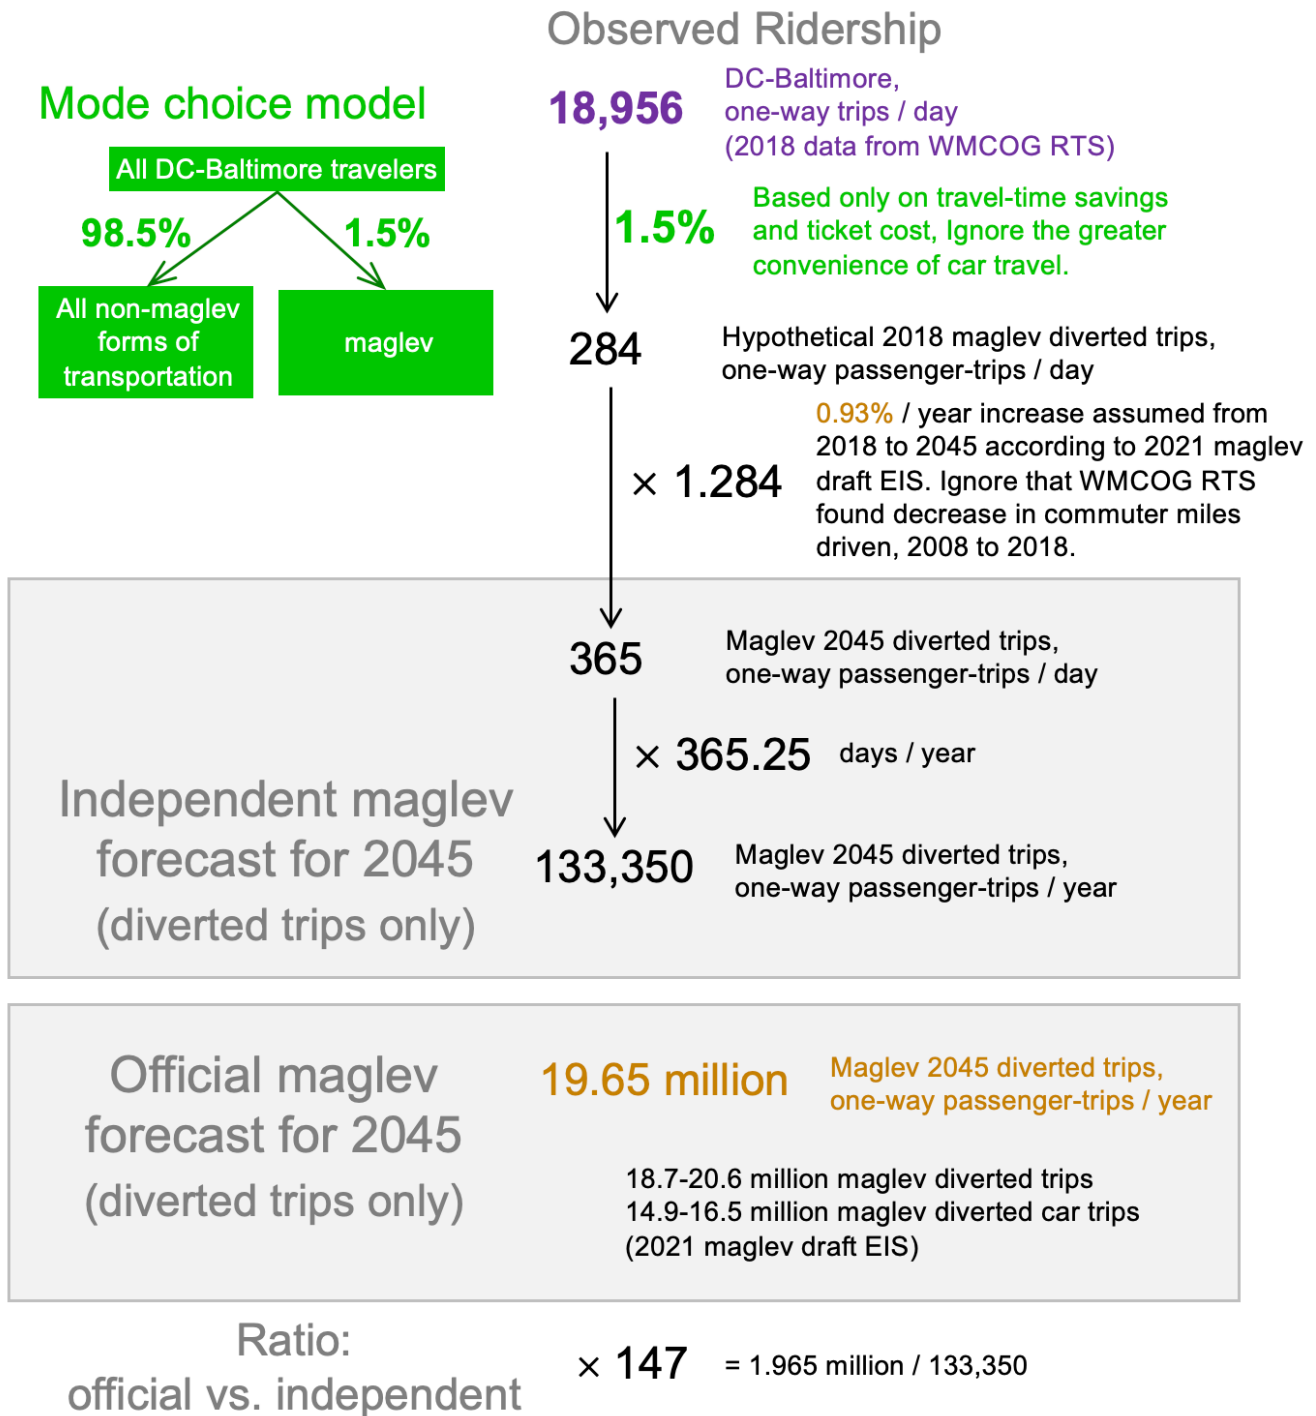 Observed Ridership
Mode choice model
All DC-Baltimore travelers
98.5%
1.5%
All non-maglev
forms of
transportation
maglev
18,956
DC-Baltimore,
one-way trips / day
(2018 data from WMCOG RTS)
1.5%
Based only on travel-time savings
and ticket cost, Ignore the greater
convenience of car travel.
284
Hypothetical 2018 maglev diverted trips,
one-way passenger-trips / day
× 1.284
0.93% / year increase assumed from
2018 to 2045 according to 2021 maglev
draft EIS. Ignore that WMCOG RTS
found decrease in commuter miles
driven, 2008 to 2018.
365
Maglev 2045 diverted trips,
one-way passenger-trips / day
× 365.25 days / year
Independent maglev
forecast for 2045
(diverted trips only)
133,350
Maglev 2045 diverted trips,
one-way passenger-trips / year
Official maglev
forecast for 2045
(diverted trips only)
19.65 million
Maglev 2045 diverted trips,
one-way passenger-trips / year
18.7-20.6 million maglev diverted trips
14.9-16.5 million maglev diverted car trips
(2021 maglev draft EIS)
Ratio:
official vs. independent
× 147 = 1.965 million / 133,350